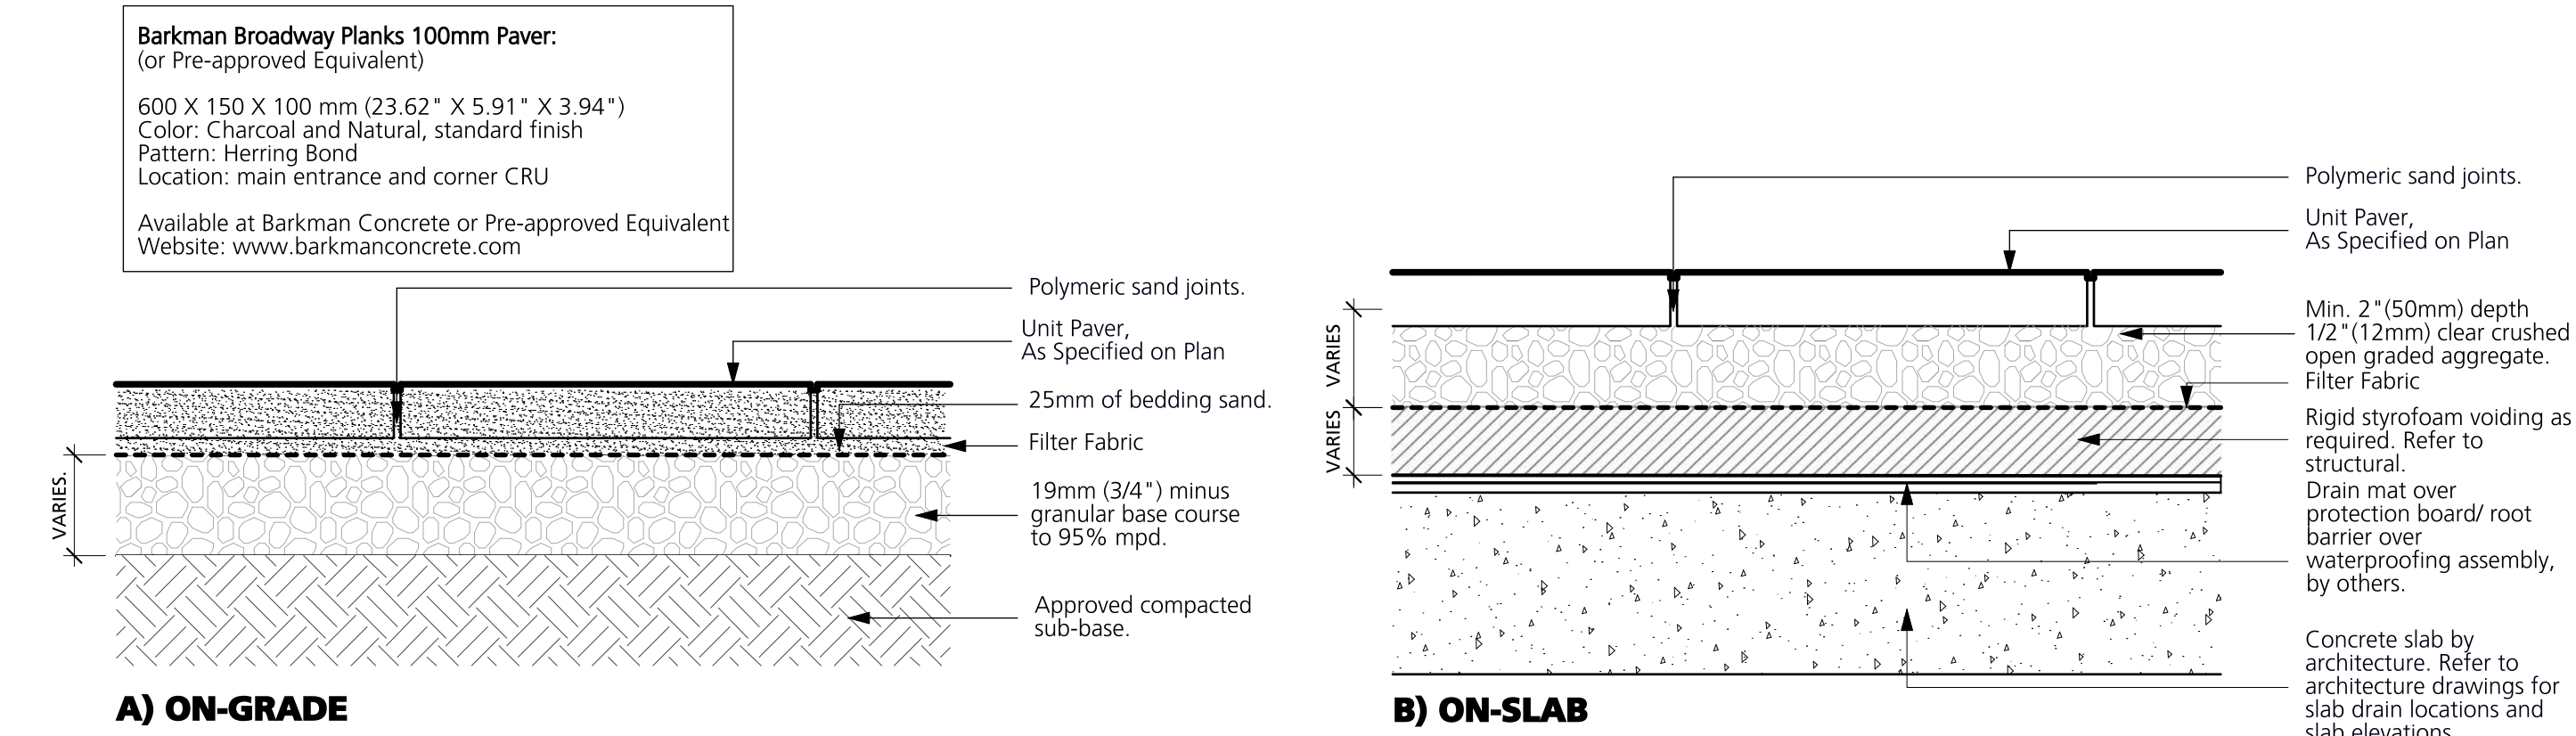 Barkman Broadway Planks 100mm Paver:
(or Pre-approved Equivalent)
600 X 150 X 100 mm (23.62" X 5.91" X 3.94")
Color: Charcoal and Natural, standard finish
Pattern: Herring Bond
Location: main entrance and corner CRU
Available at Barkman Concrete or Pre-approved Equivalent
Website: www.barkmanconcrete.com
Polymeric sand joints.
Unit Paver,
As Specified on Plan
25mm of bedding sand.
Filter Fabric
19mm (3/4") minus
granular base course
to 95% mpd.
Approved compacted
sub-base.
VARIES.
A) ON-GRADE
Polymeric sand joints.
Unit Paver,
As Specified on Plan
Min. 2"(50mm) depth
1/2"(12mm) clear crushed
open graded aggregate.
Filter Fabric
Rigid styrofoam voiding as
required. Refer to
structural.
Drain mat over
protection board/ root
barrier over
waterproofing assembly,
by others.
Concrete slab by
architecture. Refer to
architecture drawings for
slab drain locations and
slab elevations
VARIES
VARIES
B) ON-SLAB